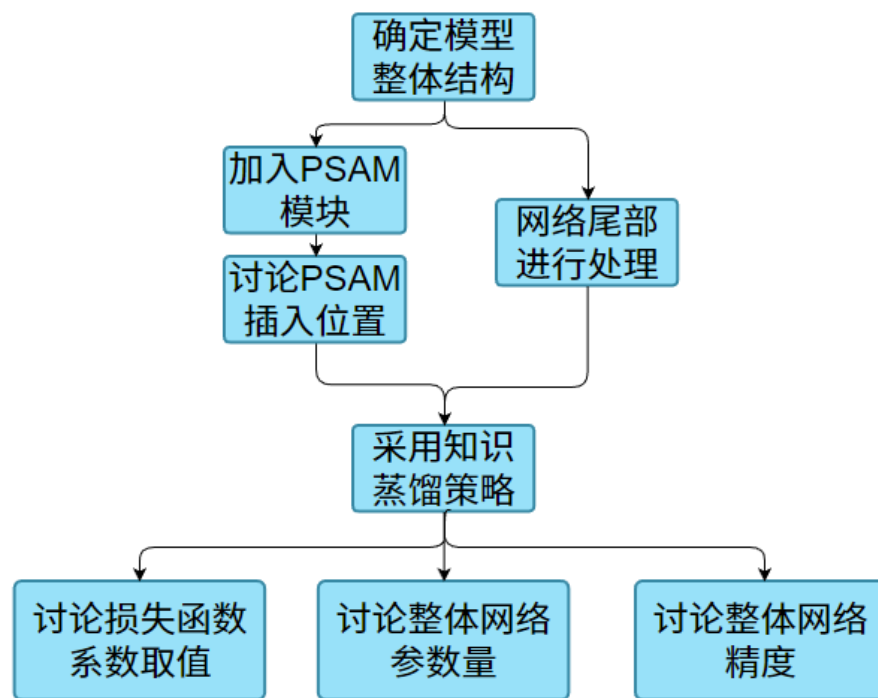 确定模型
整体结构
加入PSAM
模块
网络尾部
进行处理
讨论PSAM
插入位置
采用知识
蒸馏策略
讨论损失函数
系数取值
讨论整体网络
参数量
讨论整体网络
精度